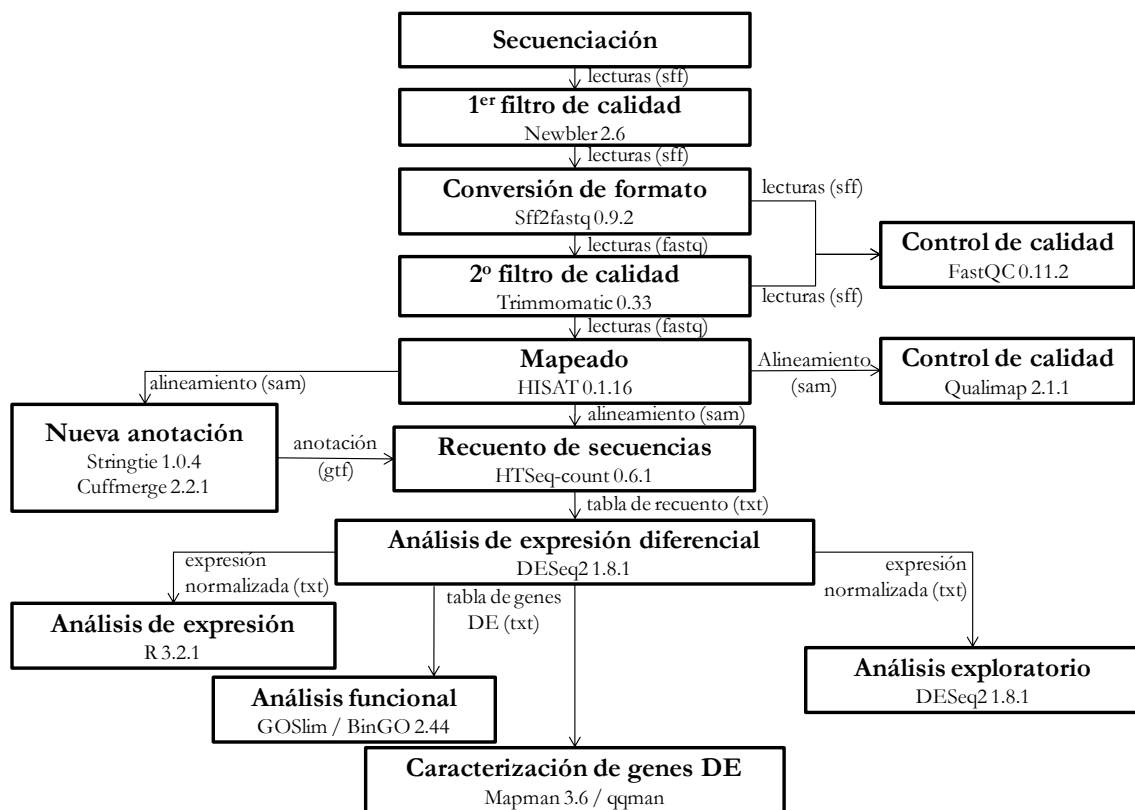 Secuenciación
lecturas (sff)
1er filtro de calidad
Newbler 2.6
lecturas (sff)
Conversión de formato
Sff2fastq 0.9.2
lecturas (sff)
lecturas (fastq)
Control de calidad
FastQC 0.11.2
2º filtro de calidad
Trimmomatic 0.33
lecturas (sff)
lecturas (fastq)
Mapeado
HISAT 0.1.16
Alineamiento
(sam)
Control de calidad
Qualimap 2.1.1
alineamiento (sam)
alineamiento (sam)
Nueva anotación
Stringtie 1.0.4
Cuffmerge 2.2.1
anotación
(gtf)
Recuento de secuencias
HTSeq-count 0.6.1
tabla de recuento (txt)
Análisis de expresión diferencial
DESeq2 1.8.1
expresión
normalizada (txt)
tabla de genes
DE (txt)
expresión
normalizada (txt)
Análisis de expresión
R 3.2.1
Análisis exploratorio
DESeq2 1.8.1
Análisis funcional
GOSlim / BinGO 2.44
Caracterización de genes DE
Mapman 3.6 / qqman